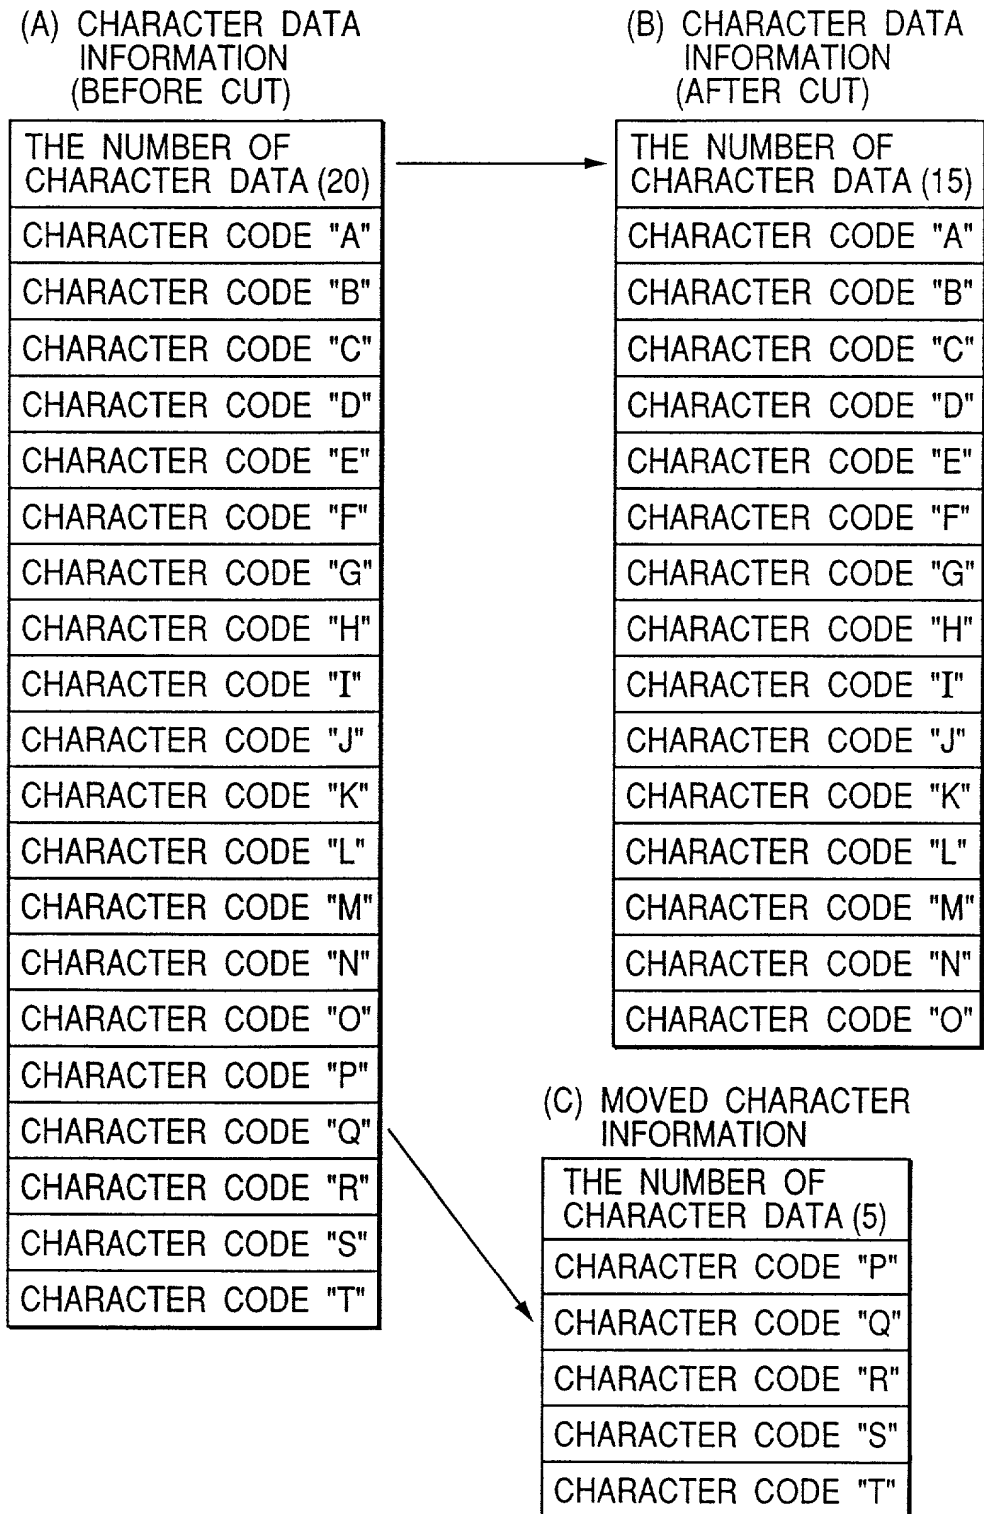 (A) CHARACTER DATA
INFORMATION
(BEFORE CUT)
THE NUMBER OF
CHARACTER DATA (20)
CHARACTER CODE "A"
CHARACTER CODE "B"
CHARACTER CODE "C"
CHARACTER CODE "D"
CHARACTER CODE "E"
CHARACTER CODE "F"
CHARACTER CODE "G"
CHARACTER CODE "H"
CHARACTER CODE "I"
CHARACTER CODE "J"
CHARACTER CODE "K"
CHARACTER CODE "L"
CHARACTER CODE "M"
CHARACTER CODE "N"
CHARACTER CODE "O"
CHARACTER CODE "P"
CHARACTER CODE "Q"
CHARACTER CODE "R"
CHARACTER CODE "S"
CHARACTER CODE "T"
(B) CHARACTER DATA
INFORMATION
(AFTER CUT)
THE NUMBER OF
CHARACTER DATA (15)
CHARACTER CODE "A"
CHARACTER CODE "B"
CHARACTER CODE "C"
CHARACTER CODE "D"
CHARACTER CODE "E"
CHARACTER CODE "F"
CHARACTER CODE "G"
CHARACTER CODE "H"
CHARACTER CODE "I"
CHARACTER CODE "J"
CHARACTER CODE "K"
CHARACTER CODE "L"
CHARACTER CODE "M"
CHARACTER CODE "N"
CHARACTER CODE "O"
(C) MOVED CHARACTER
INFORMATION
THE NUMBER OF
CHARACTER DATA (5)
CHARACTER CODE "P"
CHARACTER CODE "Q"
CHARACTER CODE "R"
CHARACTER CODE "S"
CHARACTER CODE "T"